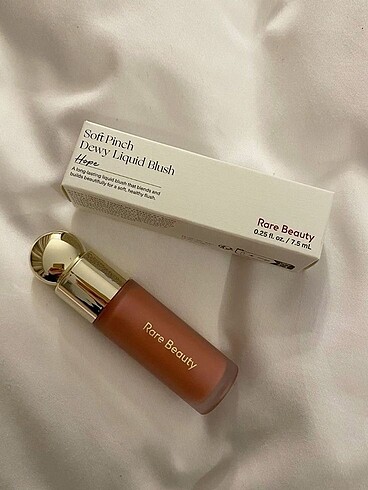 Soft Pinch
Dewy Liquid Blush
Hope
A long-lasting liquid blush that blends and
builds beautifully for a soft, healthy flush.
Rare Beauty
0.25 fl. oz. / 7.5 mL
Rare Beauty